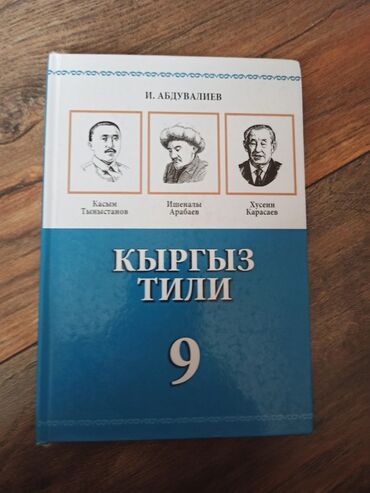 И. АБДУВАЛИЕВ
Касым
Тыныстанов
Ишеналы
Арабаев
Хусеин
Карасаев
КЫРГЫЗ
ТИЛИ
9